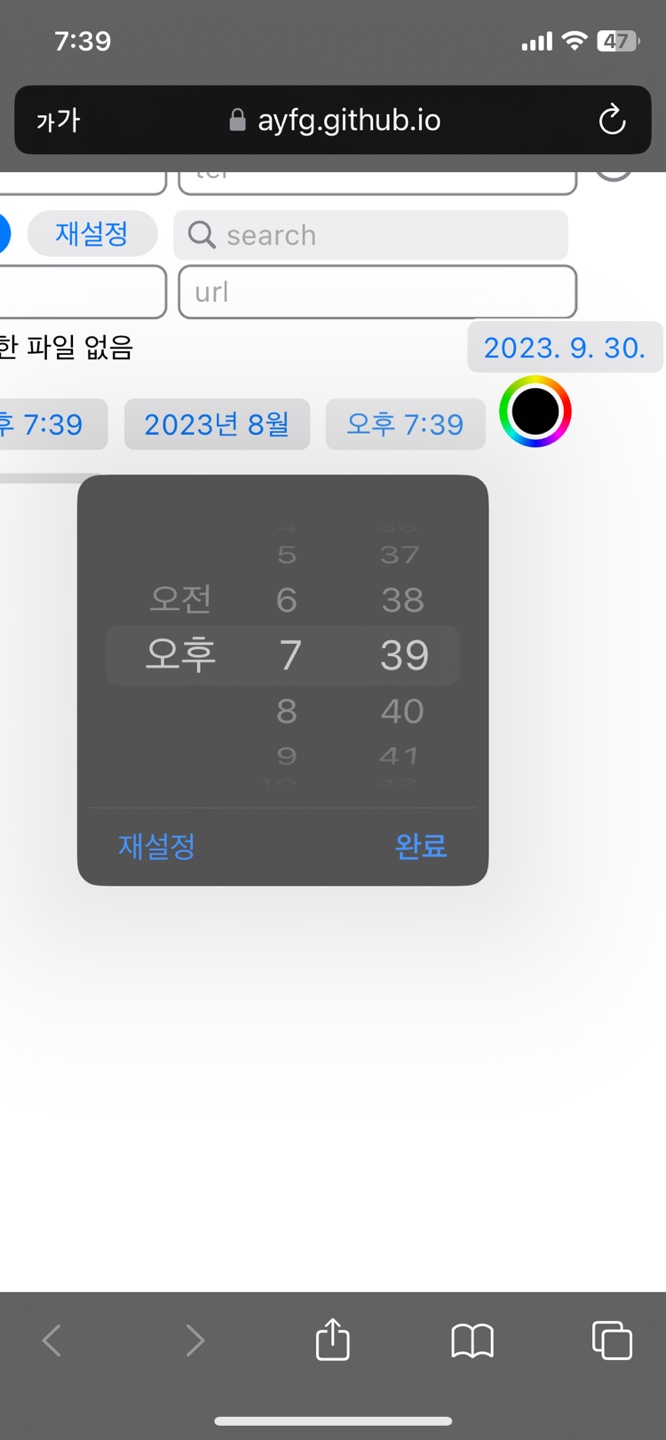 7:39
47
가가 ayfg.github.io
재설정 search
url
한 파일 없음 2023. 9. 30.
후 7:39 2023년 8월 오후 7:39
5 37
오전 6 38
오후 7 39
8 40
9 41
재설정 완료